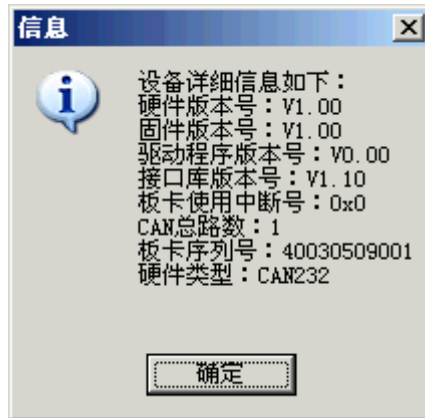 信息
设备详细信息如下：
硬件版本号：V1.00
固件版本号：V1.00
驱动程序版本号：V0.00
接口库版本号：V1.10
板卡使用中断号：0x0
CAN总路数：1
板卡序列号：40030509001
硬件类型：CAN232
确定